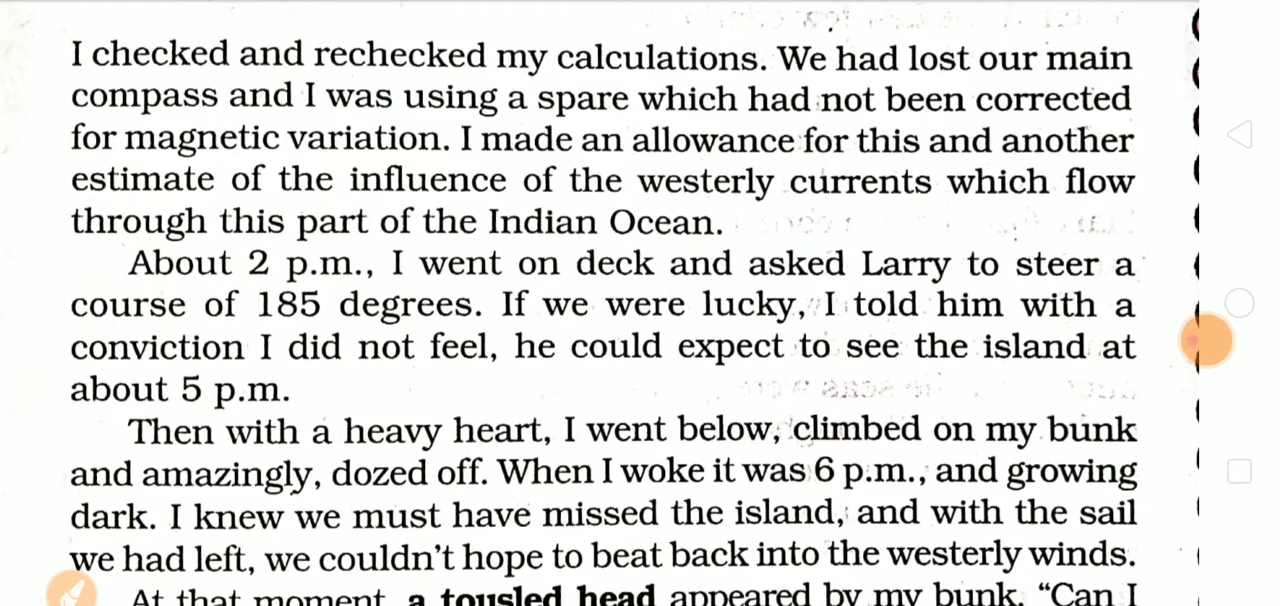 I checked and rechecked my calculations. We had lost our main
compass and I was using a spare which had not been corrected
for magnetic variation. I made an allowance for this and another
estimate of the influence of the westerly currents which flow
through this part of the Indian Ocean.
About 2 p.m., I went on deck and asked Larry to steer a
course of 185 degrees. If we were lucky, I told him with a
conviction I did not feel, he could expect to see the island at
about 5 p.m.
Then with a heavy heart, I went below, climbed on my bunk
and amazingly, dozed off. When I woke it was 6 p.m., and growing
dark. I knew we must have missed the island, and with the sail
we had left, we couldn't hope to beat back into the westerly winds.
At that moment, a tousled head appeared by my bunk. “Can I